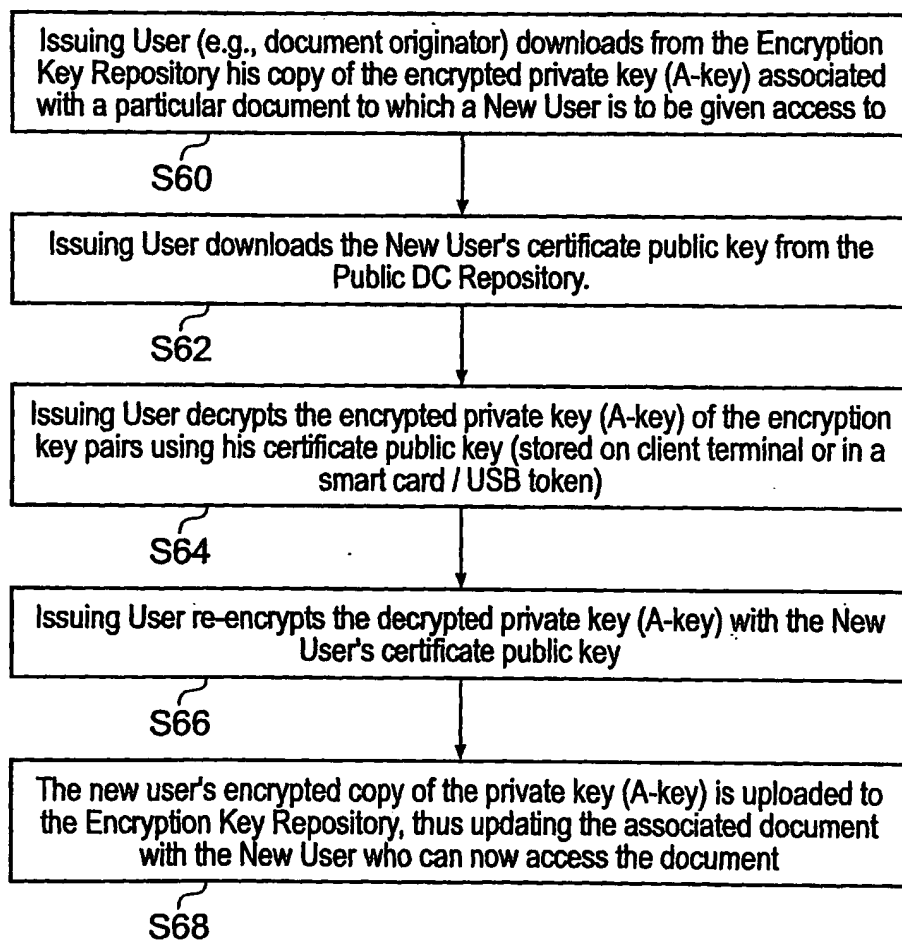 Issuing User (e.g., document originator) downloads from the Encryption
Key Repository his copy of the encrypted private key (A-key) associated
with a particular document to which a New User is to be given access to
S60
Issuing User downloads the New User's certificate public key from the
Public DC Repository.
S62
Issuing User decrypts the encrypted private key (A-key) of the encryption
key pairs using his certificate public key (stored on client terminal or in a
smart card / USB token)
S64
Issuing User re-encrypts the decrypted private key (A-key) with the New
User's certificate public key
S66
The new user's encrypted copy of the private key (A-key) is uploaded to
the Encryption Key Repository, thus updating the associated document
with the New User who can now access the document
S68